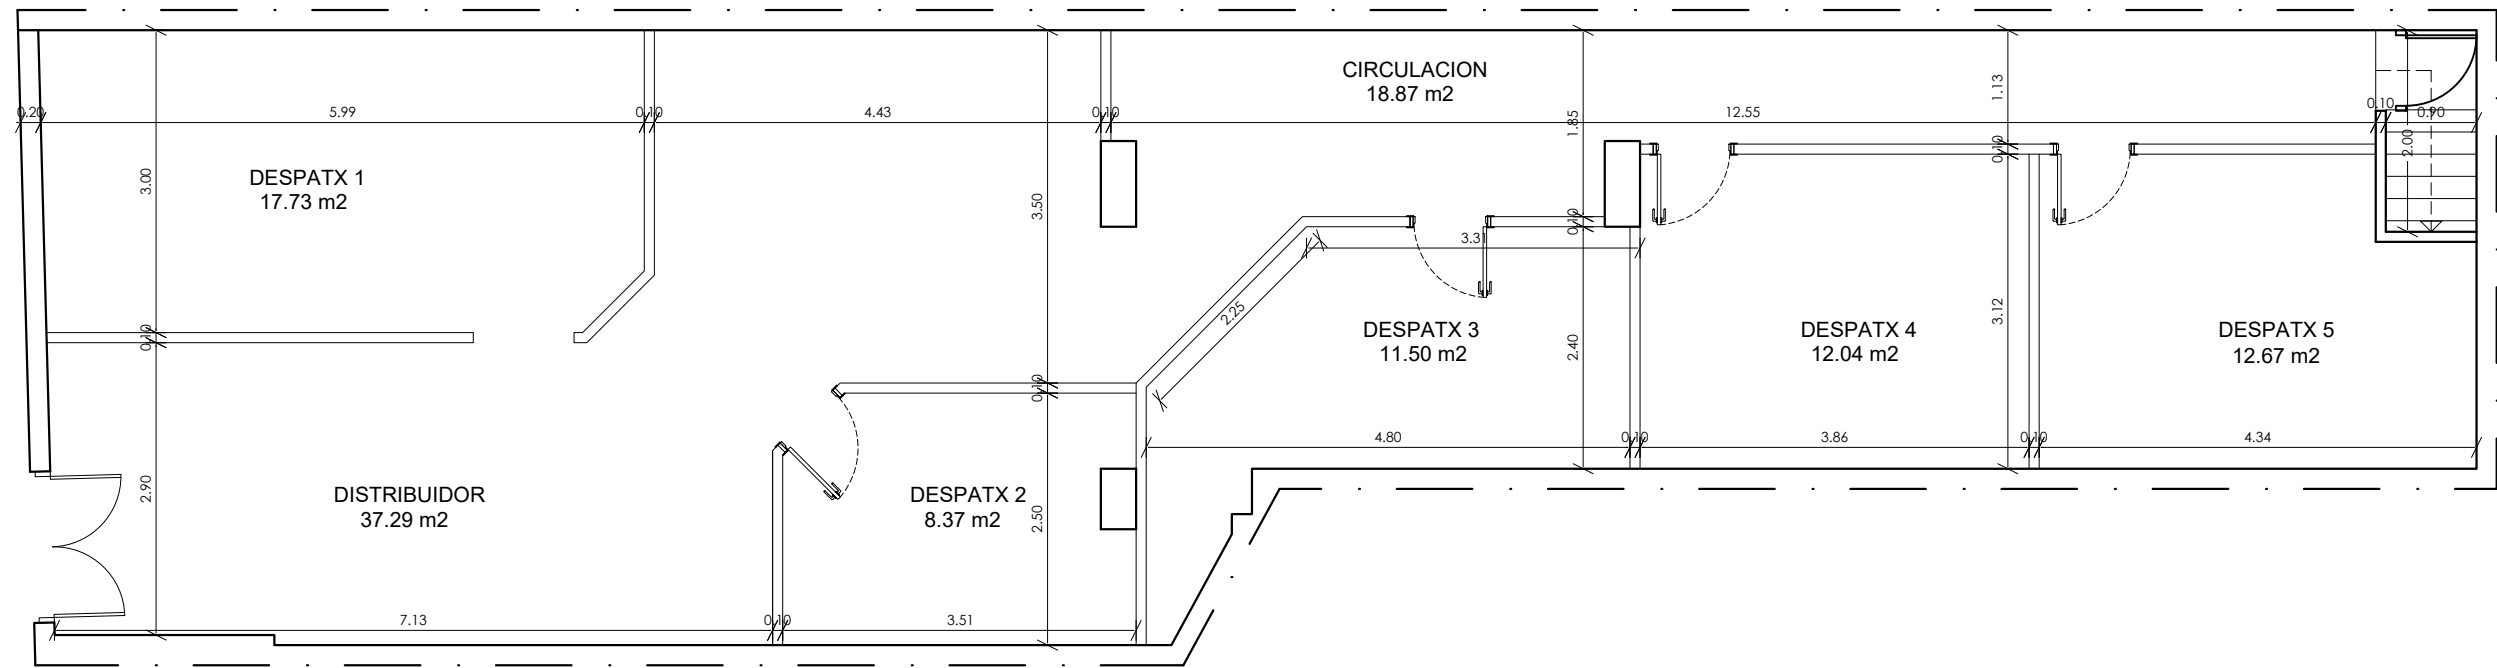 CIRCULACION
18.87 m2
0.20
5.99
0.10
4.43
0.10
12.55
0.10
0.90
1.13
1.85
2.00
0.10
DESPATX 1
17.73 m2
3.00
3.50
0.10
3.31
2.25
0.10
DESPATX 3
11.50 m2
2.40
DESPATX 4
12.04 m2
3.12
DESPATX 5
12.67 m2
0.10
4.80
0.10
3.86
0.10
4.34
DISTRIBUIDOR
37.29 m2
2.90
DESPATX 2
8.37 m2
2.50
7.13
0.10
3.51